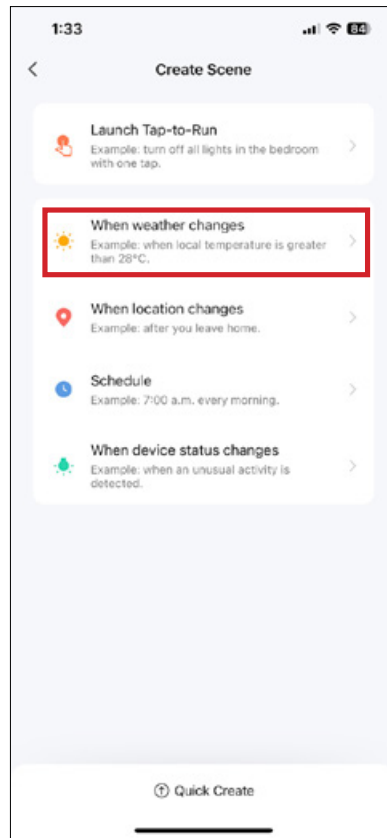 1:33
84
Create Scene
Launch Tap-to-Run
Example: turn off all lights in the bedroom
with one tap.
When weather changes
Example: when local temperature is greater
than 28°C.
When location changes
Example: after you leave home.
Schedule
Example: 7:00 a.m. every morning.
When device status changes
Example: when an unusual activity is
detected.
Quick Create